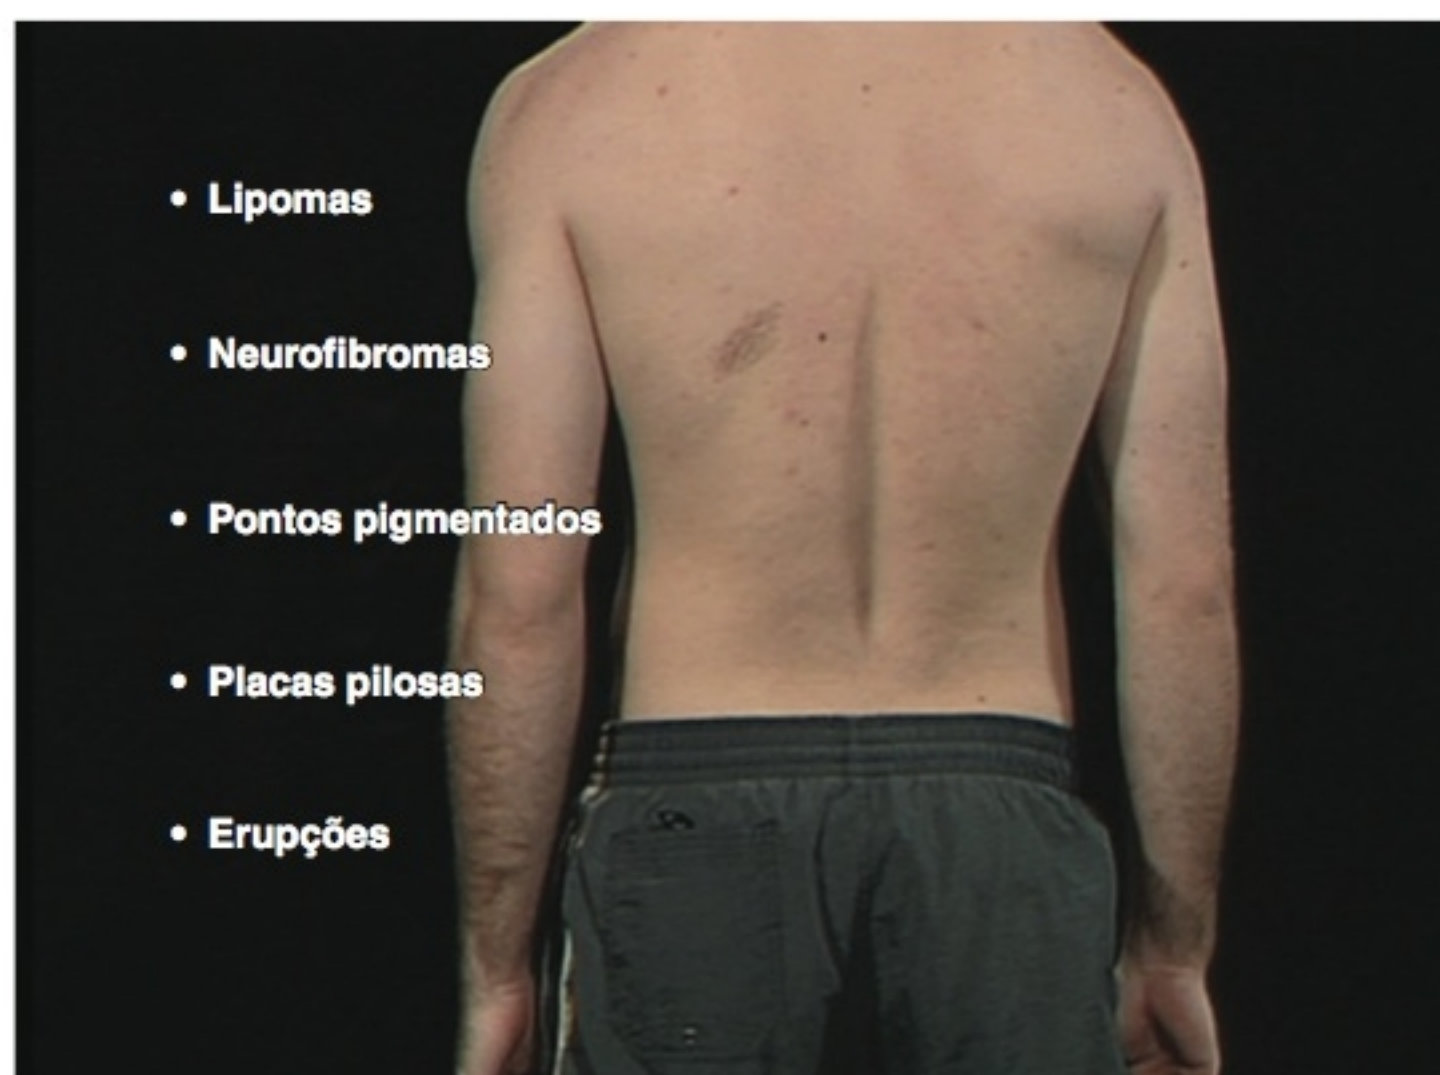 • Lipomas
• Neurofibromas
• Pontos pigmentados
• Placas pilosas
• Erupções